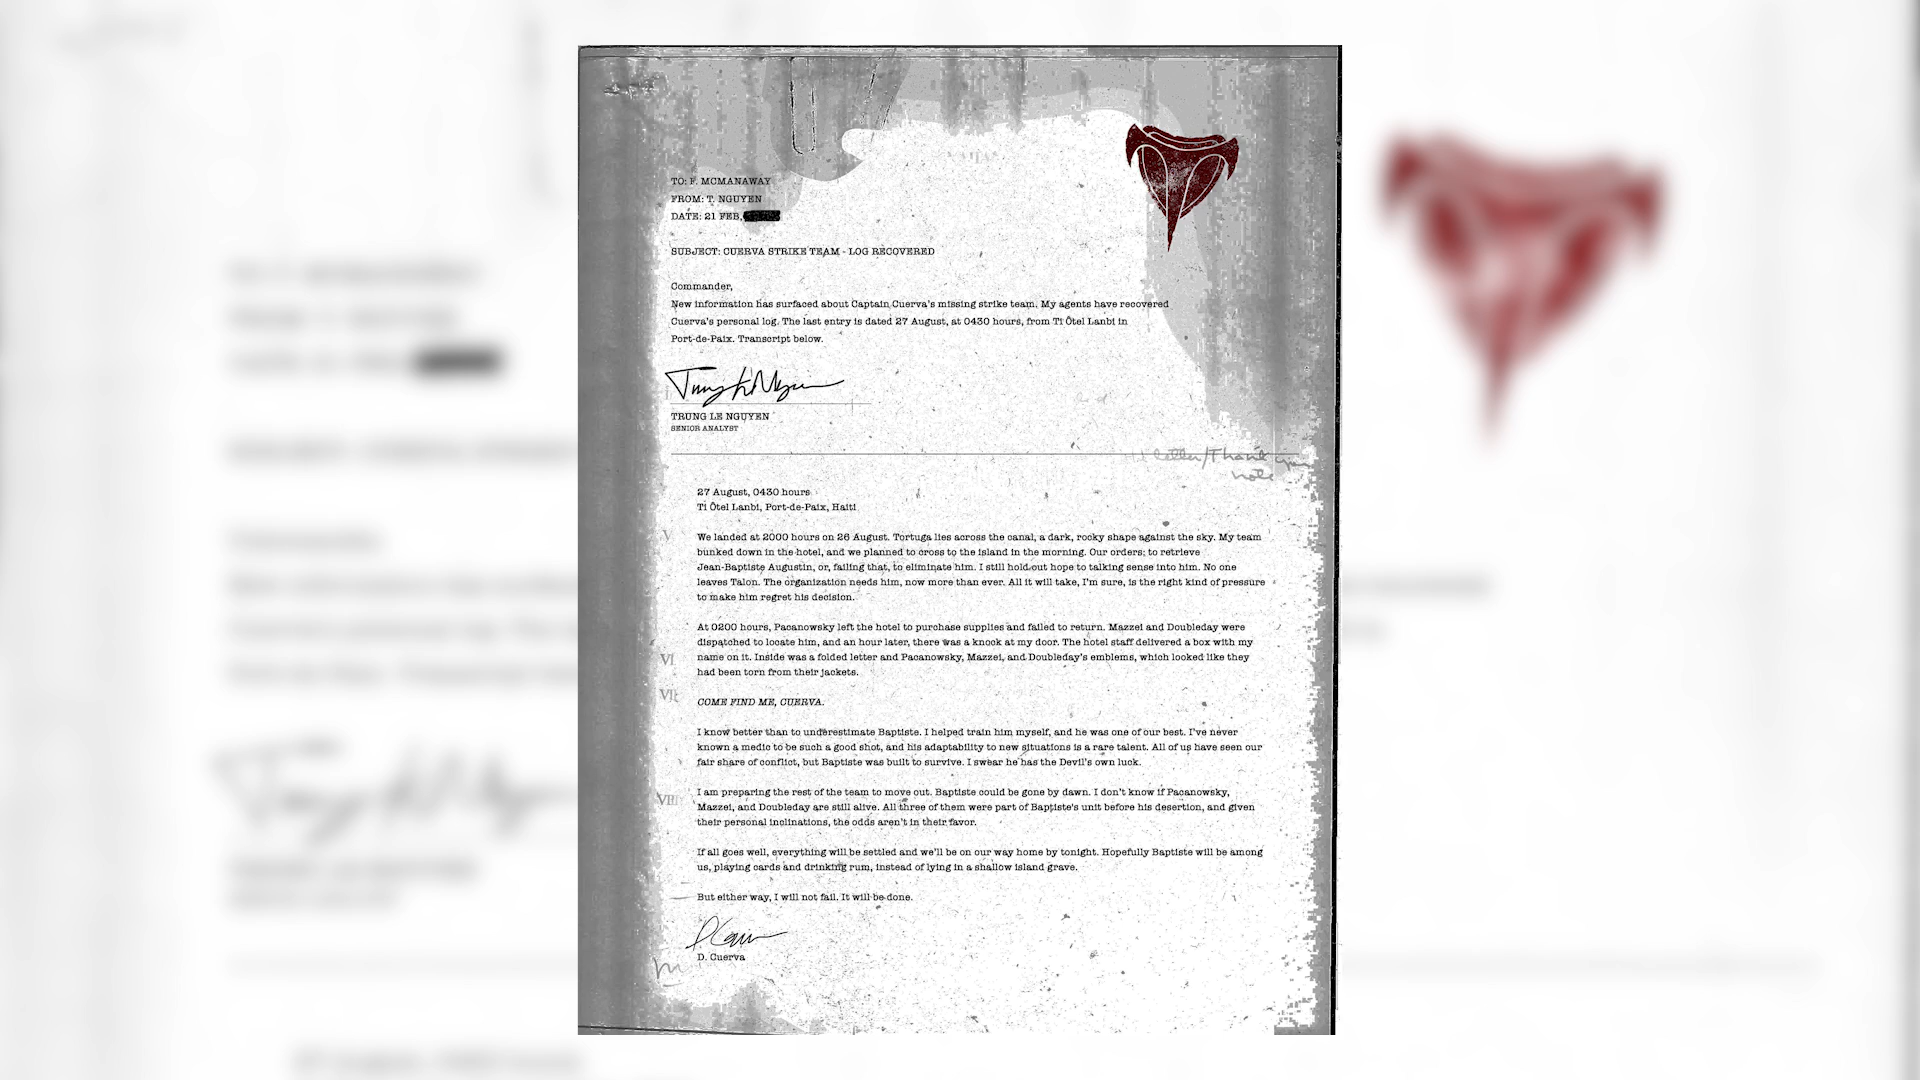 TO: F. MCMANAWAY
FROM: T. NGUYEN
DATE: 21 FEB,
SUBJECT: CUERVA STRIKE TEAM - LOG RECOVERED
Commander,
New information has surfaced about Captain Cuerva's missing strike team. My agents have recovered
Cuerva's personal log. The last entry is dated 27 August, at 0430 hours, from Ti Ôtel Lanbi in
Port-de-Paix. Transcript below.
TRUNG LE NGUYEN
SENIOR ANALYST
letter/Thank you
note
27 August, 0430 hours
Ti Ôtel Lanbi, Port-de-Paix, Haiti
V
We landed at 2000 hours on 26 August. Tortuga lies across the canal, a dark, rocky shape against the sky. My team
bunked down in the hotel, and we planned to cross to the island in the morning. Our orders: to retrieve
Jean-Baptiste Augustin, or, failing that, to eliminate him. I still hold out hope to talking sense into him. No one
leaves Talon. The organization needs him, now more than ever. All it will take, I'm sure, is the right kind of pressure
to make him regret his decision.
At 0200 hours, Pacanowsky left the hotel to purchase supplies and failed to return. Mazzei and Doubleday were
dispatched to locate him, and an hour later, there was a knock at my door. The hotel staff delivered a box with my
VI
name on it. Inside was a folded letter and Pacanowsky, Mazzei, and Doubleday's emblems, which looked like they
had been torn from their jackets.
VII
COME FIND ME, CUERVA.
I know better than to underestimate Baptiste. I helped train him myself, and he was one of our best. I've never
known a medic to be such a good shot, and his adaptability to new situations is a rare talent. All of us have seen our
fair share of conflict, but Baptiste was built to survive. I swear he has the Devil's own luck.
I am preparing the rest of the team to move out. Baptiste could be gone by dawn. I don't know if Pacanowsky,
VIII
Mazzei, and Doubleday are still alive. All three of them were part of Baptiste's unit before his desertion, and given
their personal inclinations, the odds aren't in their favor.
If all goes well, everything will be settled and we'll be on our way home by tonight. Hopefully Baptiste will be among
us, playing cards and drinking rum, instead of lying in a shallow island grave.
But either way, I will not fail. It will be done.
D. Cuerva